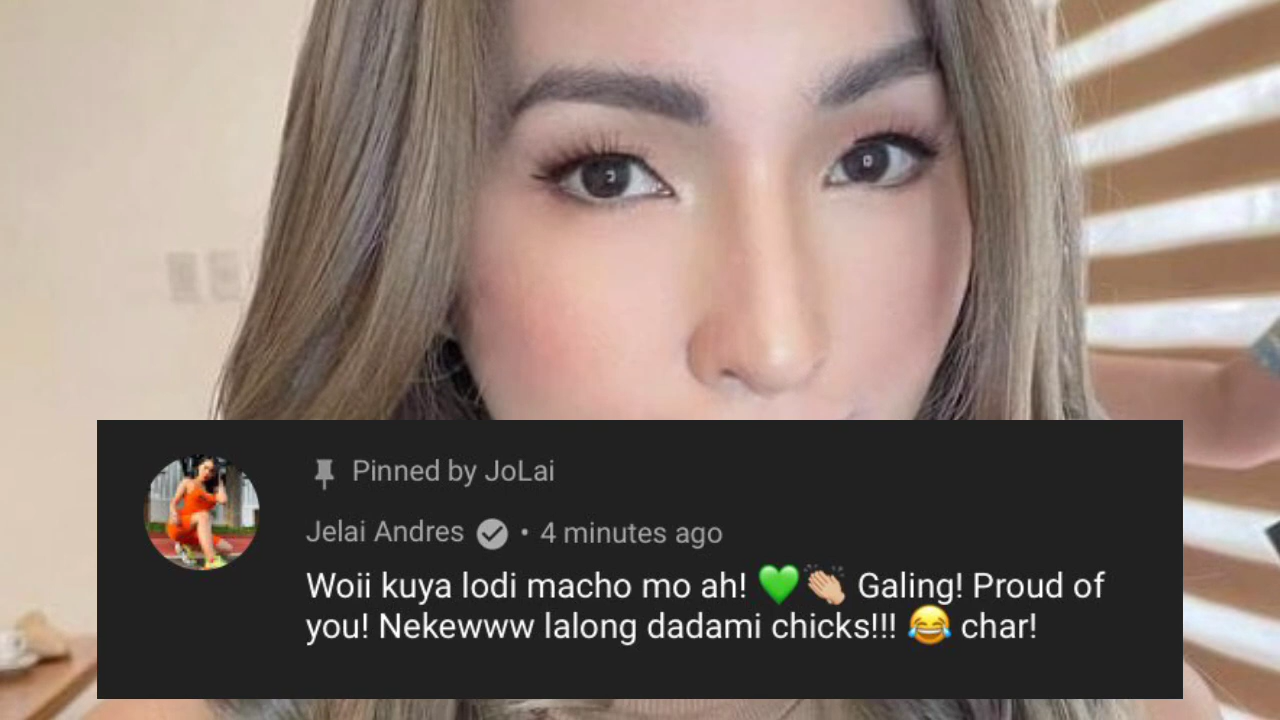 Pinned by JoLai
Jelai Andres • 4 minutes ago
Woii kuya lodi macho mo ah! 💚👏🏼 Galing! Proud of
you! Nekewww lalong dadami chicks!!! 😂 char!